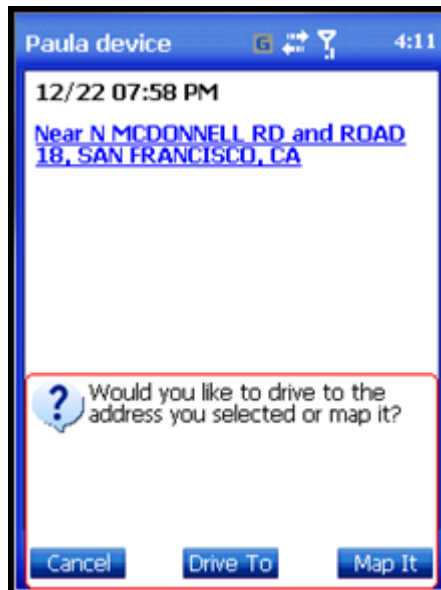 Paula device G 4:11
12/22 07:58 PM
Near N MCDONNELL RD and ROAD
18, SAN FRANCISCO, CA
? Would you like to drive to the
address you selected or map it?
Cancel Drive To Map It